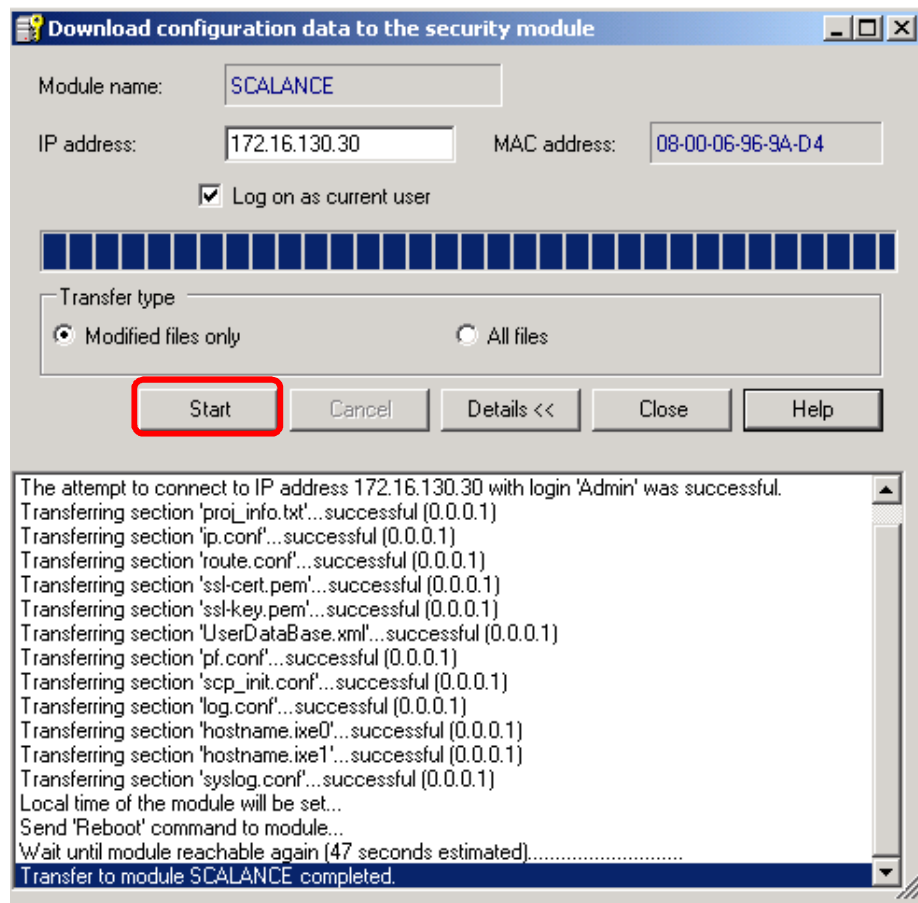 Download configuration data to the security module
Module name: SCALANCE
IP address: 172.16.130.30 MAC address: 08-00-06-96-9A-D4
Log on as current user
Transfer type
Modified files only All files
Start Cancel Details << Close Help
The attempt to connect to IP address 172.16.130.30 with login 'Admin' was successful.
Transferring section 'proj_info.txt'...successful (0.0.0.1)
Transferring section 'ip.conf'...successful (0.0.0.1)
Transferring section 'route.conf'...successful (0.0.0.1)
Transferring section 'ssl-cert.pem'...successful (0.0.0.1)
Transferring section 'ssl-key.pem'...successful (0.0.0.1)
Transferring section 'UserDataBase.xml'...successful (0.0.0.1)
Transferring section 'pf.conf'...successful (0.0.0.1)
Transferring section 'scp_init.conf'...successful (0.0.0.1)
Transferring section 'log.conf'...successful (0.0.0.1)
Transferring section 'hostname.ixe0'...successful (0.0.0.1)
Transferring section 'hostname.ixe1'...successful (0.0.0.1)
Transferring section 'syslog.conf'...successful (0.0.0.1)
Local time of the module will be set...
Send 'Reboot' command to module...
Wait until module reachable again (47 seconds estimated)...........................
Transfer to module SCALANCE completed.